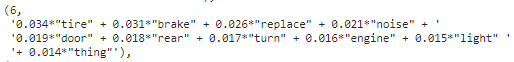 (6,
'0.034*"tire" + 0.031*"brake" + 0.026*"replace" + 0.021*"noise" + '
'0.019*"door" + 0.018*"rear" + 0.017*"turn" + 0.016*"engine" + 0.015*"light" '
'+ 0.014*"thing"'),